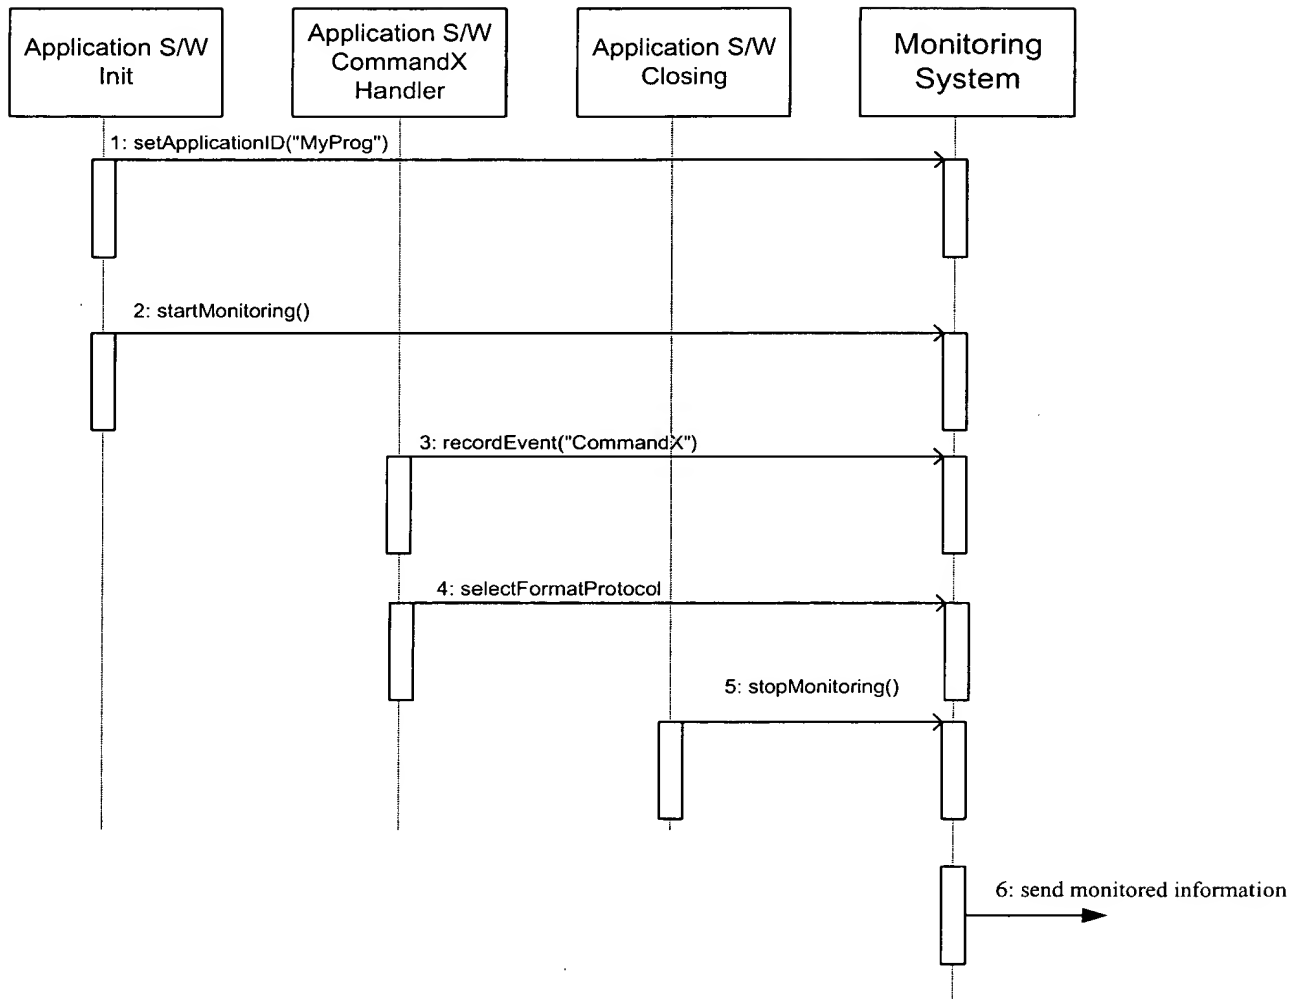 Application S/W
Init
Application S/W
CommandX
Handler
Application S/W
Closing
Monitoring
System
1: setApplicationID("MyProg")
2: startMonitoring()
3: recordEvent("CommandX")
4: selectFormatProtocol
5: stopMonitoring()
6: send monitored information